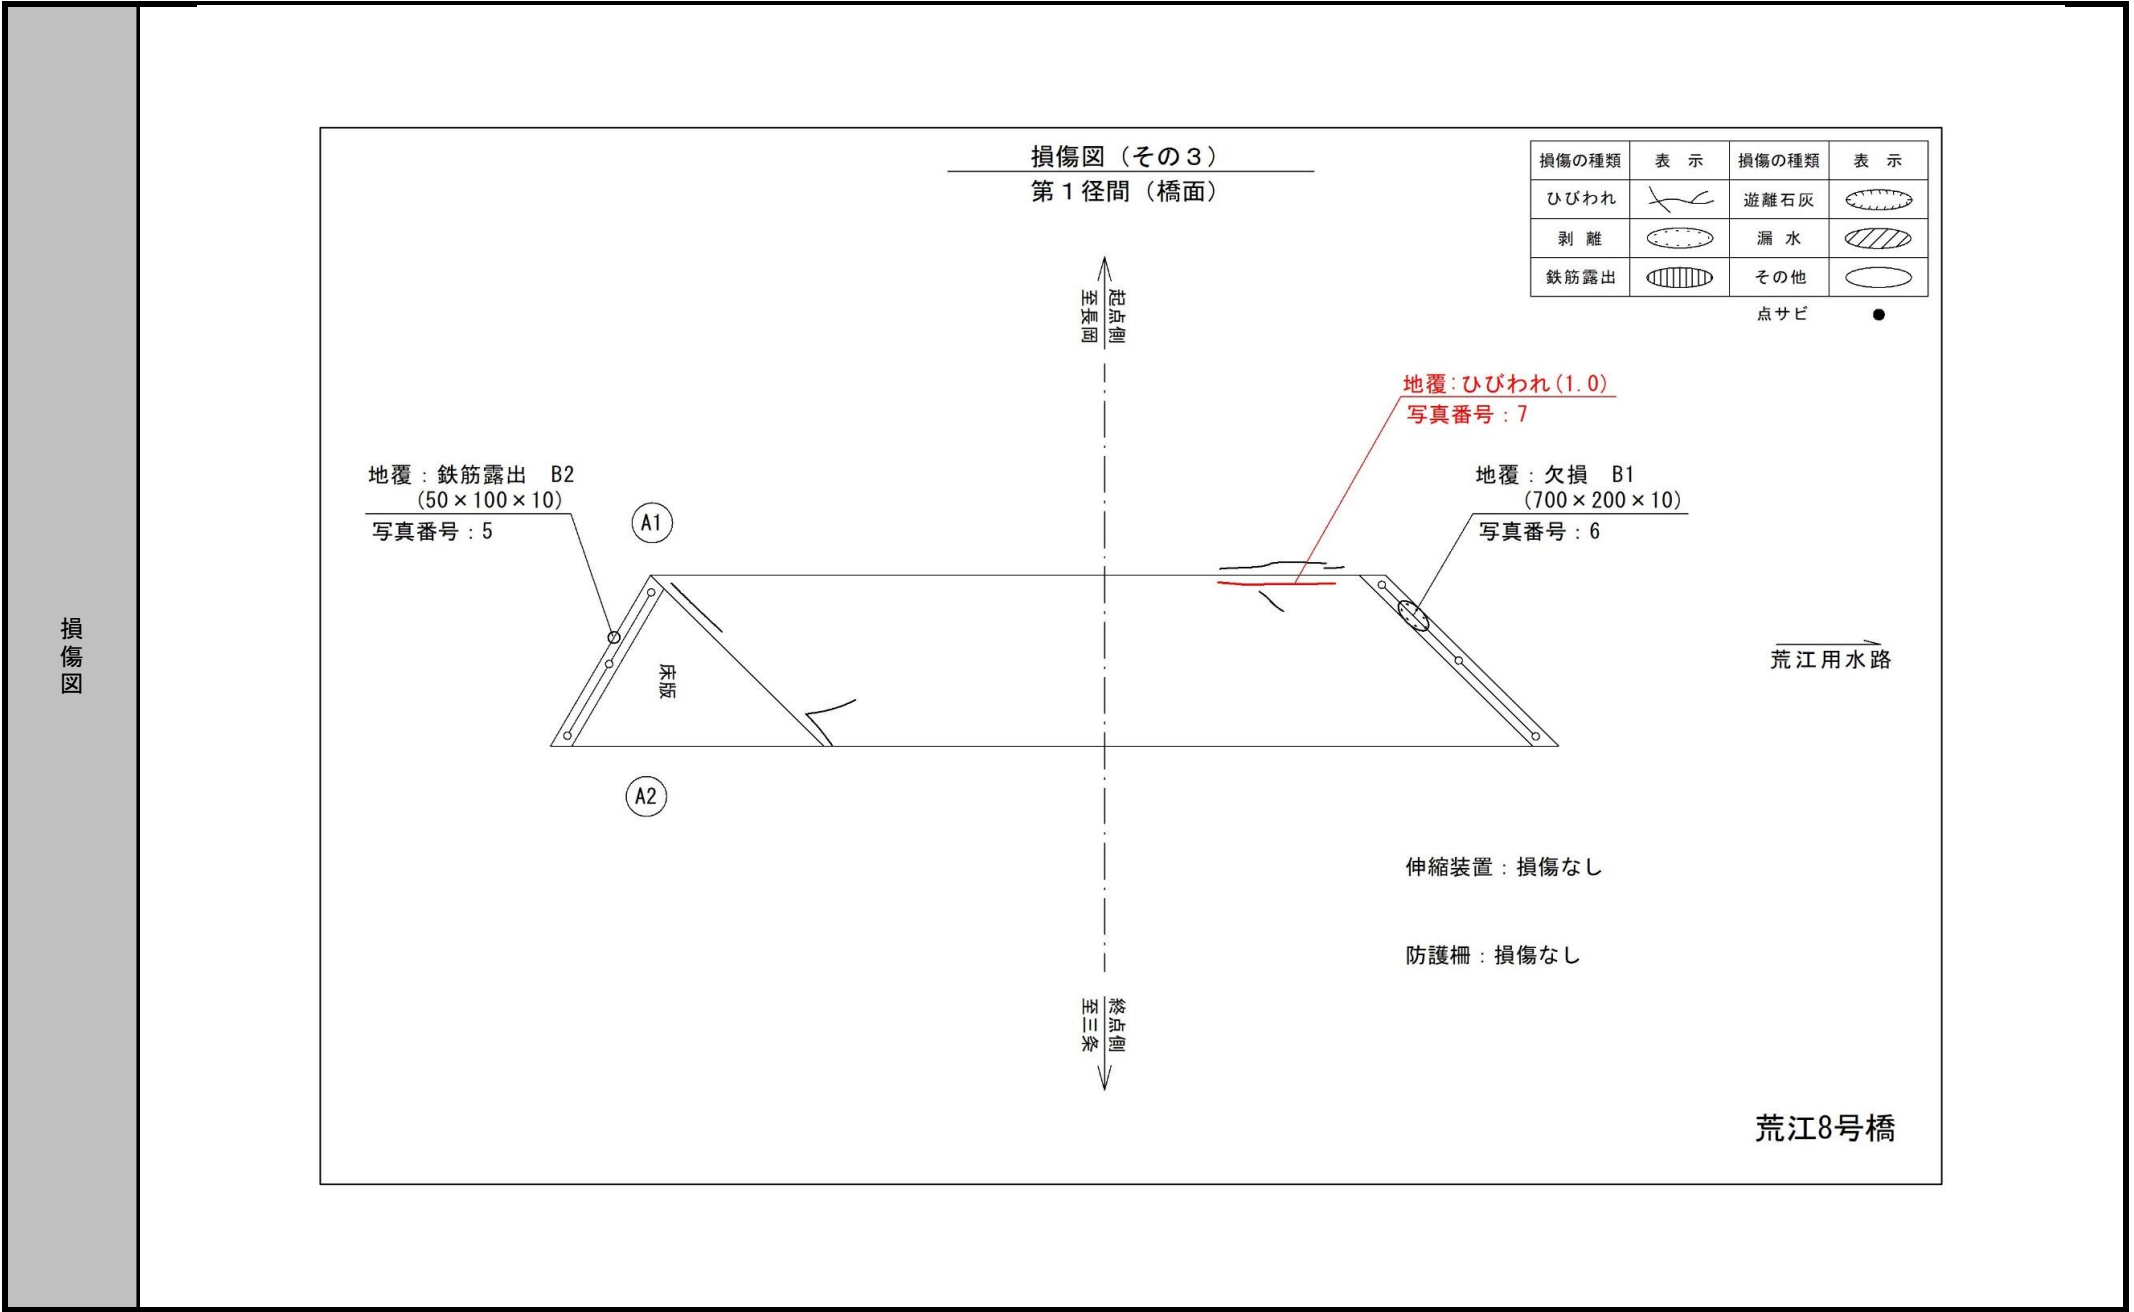 損傷図
損傷図（その３）
第１径間（橋面）
損傷の種類 表　示 損傷の種類 表　示
ひびわれ 遊離石灰
剥　離 漏　水
鉄筋露出 その他
点サビ
起点側
至長岡
地覆:ひびわれ(1.0)
写真番号：7
地覆：鉄筋露出　B2
(50×100×10)
写真番号：5
地覆：欠損　B1
(700×200×10)
写真番号：6
A1
床版
荒江用水路
A2
伸縮装置：損傷なし
防護柵：損傷なし
終点側
至三条
荒江8号橋